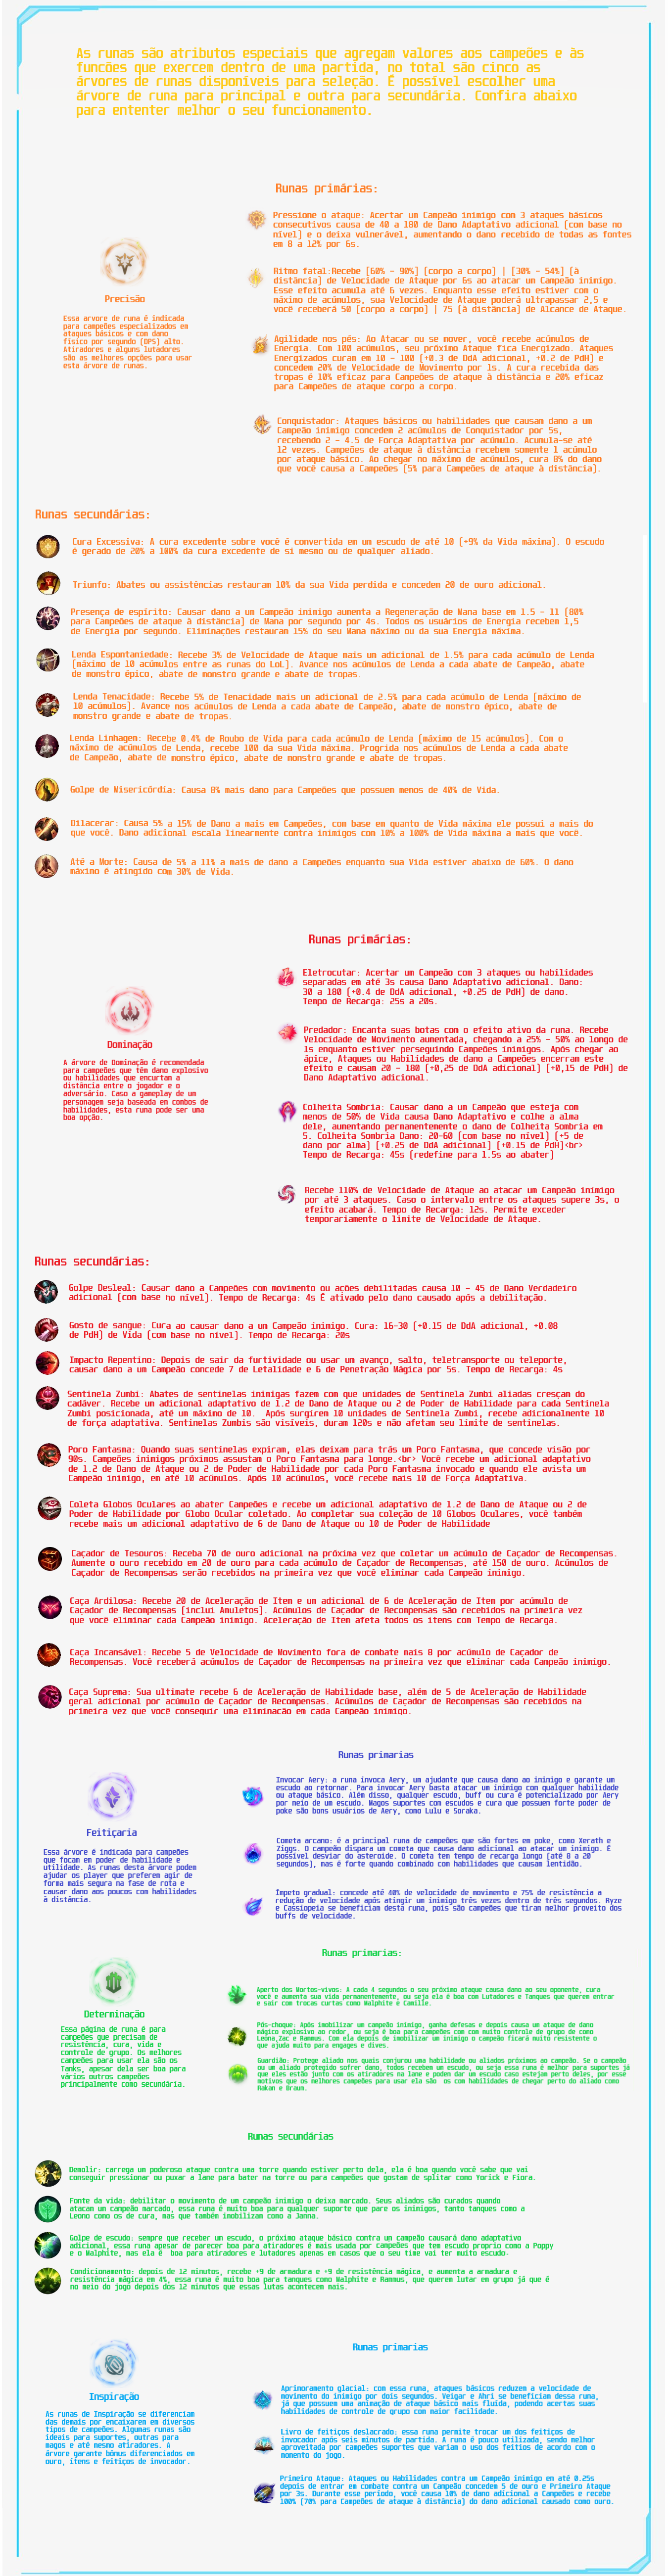 As runas são atributos especiais que agregam valores aos campeões e às
funcões que exercem dentro de uma partida, no total são cinco as
árvores de runas disponíveis para seleção. É possível escolher uma
árvore de runa para principal e outra para secundária. Confira abaixo
para ententer melhor o seu funcionamento.
Runas primárias:
Precisão
Essa arvore de runa é indicada
para campeões especializados em
ataques básicos e com dano
físico por segundo [DPS] alto.
Atiradores e alguns lutadores
são as melhores opções para usar
esta árvore de runas.
Pressione o ataque: Acertar um Campeão inimigo com 3 ataques básicos
consecutivos causa de 40 a 180 de Dano Adaptativo adicional [com base no
nível] e o deixa vulnerável, aumentando o dano recebido de todas as fontes
em 8 a 12% por 6s.
Ritmo fatal:Recebe [60% - 90%] [corpo a corpo] | [30% - 54%] [à
distância] de Velocidade de Ataque por 6s ao atacar um Campeão inimigo.
Esse efeito acumula até 6 vezes. Enquanto esse efeito estiver com o
máximo de acúmulos, sua Velocidade de Ataque poderá ultrapassar 2,5 e
você receberá 50 [corpo a corpo] | 75 [à distância] de Alcance de Ataque.
Agilidade nos pés: Ao Atacar ou se mover, você recebe acúmulos de
Energia. Com 100 acúmulos, seu próximo Ataque fica Energizado. Ataques
Energizados curam em 10 - 100 [+0.3 de DdA adicional, +0.2 de PdH] e
concedem 20% de Velocidade de Movimento por 1s. A cura recebida das
tropas é 10% eficaz para Campeões de ataque à distância e 20% eficaz
para Campeões de ataque corpo a corpo.
Conquistador: Ataques básicos ou habilidades que causam dano a um
Campeão inimigo concedem 2 acúmulos de Conquistador por 5s,
recebendo 2 - 4.5 de Força Adaptativa por acúmulo. Acumula-se até
12 vezes. Campeões de ataque à distância recebem somente 1 acúmulo
por ataque básico. Ao chegar no máximo de acúmulos, cura 8% do dano
que você causa a Campeões [5% para Campeões de ataque à distância].
Runas secundárias:
Cura Excessiva: A cura excedente sobre você é convertida em um escudo de até 10 [+9% da Vida máxima]. O escudo
é gerado de 20% a 100% da cura excedente de si mesmo ou de qualquer aliado.
Triunfo: Abates ou assistências restauram 10% da sua Vida perdida e concedem 20 de ouro adicional.
Presença de espírito: Causar dano a um Campeão inimigo aumenta a Regeneração de Mana base em 1.5 - 11 [80%
para Campeões de ataque à distância] de Mana por segundo por 4s. Todos os usuários de Energia recebem 1,5
de Energia por segundo. Eliminações restauram 15% do seu Mana máximo ou da sua Energia máxima.
Lenda Espontaniedade: Recebe 3% de Velocidade de Ataque mais um adicional de 1.5% para cada acúmulo de Lenda
[máximo de 10 acúmulos entre as runas do LoL]. Avance nos acúmulos de Lenda a cada abate de Campeão, abate
de monstro épico, abate de monstro grande e abate de tropas.
Lenda Tenacidade: Recebe 5% de Tenacidade mais um adicional de 2.5% para cada acúmulo de Lenda [máximo de
10 acúmulos]. Avance nos acúmulos de Lenda a cada abate de Campeão, abate de monstro épico, abate de
monstro grande e abate de tropas.
Lenda Linhagem: Recebe 0.4% de Roubo de Vida para cada acúmulo de Lenda [máximo de 15 acúmulos]. Com o
máximo de acúmulos de Lenda, recebe 100 da sua Vida máxima. Progrida nos acúmulos de Lenda a cada abate
de Campeão, abate de monstro épico, abate de monstro grande e abate de tropas.
Golpe de Misericórdia: Causa 8% mais dano para Campeões que possuem menos de 40% de Vida.
Dilacerar: Causa 5% a 15% de Dano a mais em Campeões, com base em quanto de Vida máxima ele possui a mais do
que você. Dano adicional escala linearmente contra inimigos com 10% a 100% de Vida máxima a mais que você.
Até a Morte: Causa de 5% a 11% a mais de dano a Campeões enquanto sua Vida estiver abaixo de 60%. O dano
máximo é atingido com 30% de Vida.
Runas primárias:
Dominação
A árvore de Dominação é recomendada
para campeões que têm dano explosivo
ou habilidades que encurtam a
distância entre o jogador e o
adversário. Caso a gameplay de um
personagem seja baseada em combos de
habilidades, esta runa pode ser uma
boa opção.
Eletrocutar: Acertar um Campeão com 3 ataques ou habilidades
separadas em até 3s causa Dano Adaptativo adicional. Dano:
30 a 180 [+0.4 de DdA adicional, +0.25 de PdH] de dano.
Tempo de Recarga: 25s a 20s.
Predador: Encanta suas botas com o efeito ativo da runa. Recebe
Velocidade de Movimento aumentada, chegando a 25% - 50% ao longo de
1s enquanto estiver perseguindo Campeões inimigos. Após chegar ao
ápice, Ataques ou Habilidades de dano a Campeões encerram este
efeito e causam 20 - 180 [+0,25 de DdA adicional] [+0,15 de PdH] de
Dano Adaptativo adicional.
Colheita Sombria: Causar dano a um Campeão que esteja com
menos de 50% de Vida causa Dano Adaptativo e colhe a alma
dele, aumentando permanentemente o dano de Colheita Sombria em
5. Colheita Sombria Dano: 20-60 [com base no nível] [+5 de
dano por alma] [+0.25 de DdA adicional] [+0.15 de PdH]<br>
Tempo de Recarga: 45s [redefine para 1.5s ao abater]
Recebe 110% de Velocidade de Ataque ao atacar um Campeão inimigo
por até 3 ataques. Caso o intervalo entre os ataques supere 3s, o
efeito acabará. Tempo de Recarga: 12s. Permite exceder
temporariamente o limite de Velocidade de Ataque.
Runas secundárias:
Golpe Desleal: Causar dano a Campeões com movimento ou ações debilitadas causa 10 - 45 de Dano Verdadeiro
adicional [com base no nível]. Tempo de Recarga: 4s É ativado pelo dano causado após a debilitação.
Gosto de sangue: Cura ao causar dano a um Campeão inimigo. Cura: 16-30 [+0.15 de DdA adicional, +0.08
de PdH] de Vida [com base no nível]. Tempo de Recarga: 20s
Impacto Repentino: Depois de sair da furtividade ou usar um avanço, salto, teletransporte ou teleporte,
causar dano a um Campeão concede 7 de Letalidade e 6 de Penetração Mágica por 5s. Tempo de Recarga: 4s
Sentinela Zumbi: Abates de sentinelas inimigas fazem com que unidades de Sentinela Zumbi aliadas cresçam do
cadáver. Recebe um adicional adaptativo de 1.2 de Dano de Ataque ou 2 de Poder de Habilidade para cada Sentinela
Zumbi posicionada, até um máximo de 10.  Após surgirem 10 unidades de Sentinela Zumbi, recebe adicionalmente 10
de força adaptativa. Sentinelas Zumbis são visíveis, duram 120s e não afetam seu limite de sentinelas.
Poro Fantasma: Quando suas sentinelas expiram, elas deixam para trás um Poro Fantasma, que concede visão por
90s. Campeões inimigos próximos assustam o Poro Fantasma para longe.<br> Você recebe um adicional adaptativo
de 1.2 de Dano de Ataque ou 2 de Poder de Habilidade por cada Poro Fantasma invocado e quando ele avista um
Campeão inimigo, em até 10 acúmulos. Após 10 acúmulos, você recebe mais 10 de Força Adaptativa.
Coleta Globos Oculares ao abater Campeões e recebe um adicional adaptativo de 1.2 de Dano de Ataque ou 2 de
Poder de Habilidade por Globo Ocular coletado. Ao completar sua coleção de 10 Globos Oculares, você também
recebe mais um adicional adaptativo de 6 de Dano de Ataque ou 10 de Poder de Habilidade
Caçador de Tesouros: Receba 70 de ouro adicional na próxima vez que coletar um acúmulo de Caçador de Recompensas.
Aumente o ouro recebido em 20 de ouro para cada acúmulo de Caçador de Recompensas, até 150 de ouro. Acúmulos de
Caçador de Recompensas serão recebidos na primeira vez que você eliminar cada Campeão inimigo.
Caça Ardilosa: Recebe 20 de Aceleração de Item e um adicional de 6 de Aceleração de Item por acúmulo de
Caçador de Recompensas [inclui Amuletos]. Acúmulos de Caçador de Recompensas são recebidos na primeira vez
que você eliminar cada Campeão inimigo. Aceleração de Item afeta todos os itens com Tempo de Recarga.
Caça Incansável: Recebe 5 de Velocidade de Movimento fora de combate mais 8 por acúmulo de Caçador de
Recompensas. Você receberá acúmulos de Caçador de Recompensas na primeira vez que eliminar cada Campeão inimigo.
Caça Suprema: Sua ultimate recebe 6 de Aceleração de Habilidade base, além de 5 de Aceleração de Habilidade
geral adicional por acúmulo de Caçador de Recompensas. Acúmulos de Caçador de Recompensas são recebidos na
primeira vez que você conseguir uma eliminação em cada Campeão inimigo.
Runas primarias
Feitiçaria
Essa árvore é indicada para campeões
que focam em poder de habilidade e
utilidade. As runas desta árvore podem
ajudar os player que preferem agir de
forma mais segura na fase de rota e
causar dano aos poucos com habilidades
à distância.
Invocar Aery: a runa invoca Aery, um ajudante que causa dano ao inimigo e garante um
escudo ao retornar. Para invocar Aery basta atacar um inimigo com qualquer habilidade
ou ataque básico. Além disso, qualquer escudo, buff ou cura é potencializado por Aery
por meio de um escudo. Magos suportes com escudos e cura que possuem forte poder de
poke são bons usuários de Aery, como Lulu e Soraka.
Cometa arcano: é a principal runa de campeões que são fortes em poke, como Xerath e
Ziggs. O campeão dispara um cometa que causa dano adicional ao atacar um inimigo. É
possível desviar do asteroide. O cometa tem tempo de recarga longo [até 8 a 20
segundos], mas é forte quando combinado com habilidades que causam lentidão.
Ímpeto gradual: concede até 40% de velocidade de movimento e 75% de resistência a
redução de velocidade após atingir um inimigo três vezes dentro de três segundos. Ryze
e Cassiopeia se beneficiam desta runa, pois são campeões que tiram melhor proveito dos
buffs de velocidade.
Runas primarias:
Determinação
Essa página de runa é para
campeões que precisam de
resistência, cura, vida e
controle de grupo. Os melhores
campeões para usar ela são os
Tanks, apesar dela ser boa para
vários outros campeões
principalmente como secundária.
Aperto dos Mortos-vivos: A cada 4 segundos o seu próximo ataque causa dano ao seu oponente, cura
você e aumenta sua vida permanentemente, ou seja ela é boa com Lutadores e Tanques que querem entrar
e sair com trocas curtas como Malphite e Camille.
Pós-choque: Após imobilizar um campeão inimigo, ganha defesas e depois causa um ataque de dano
mágico explosivo ao redor, ou seja é boa para campeões com com muito controle de grupo de como
Leona,Zac e Rammus. Com ela depois de imobilizar um inimigo o campeão ficará muito resistente o
que ajuda muito para engages e dives.
Guardião: Protege aliado nos quais conjurou uma habilidade ou aliados próximos ao campeão. Se o campeão
ou um aliado protegido sofrer dano, todos recebem um escudo, ou seja essa runa é melhor para suportes já
que eles estão junto com os atiradores na lane e podem dar um escudo caso estejam perto deles, por esse
motivos que os melhores campeões para usar ela são  os com habilidades de chegar perto do aliado como
Rakan e Braum.
Runas secundárias
Demolir: carrega um poderoso ataque contra uma torre quando estiver perto dela, ela é boa quando você sabe que vai
conseguir pressionar ou puxar a lane para bater na torre ou para campeões que gostam de splitar como Yorick e Fiora.
Fonte da vida: debilitar o movimento de um campeão inimigo o deixa marcado. Seus aliados são curados quando
atacam um campeão marcado, essa runa é muito boa para qualquer suporte que pare os inimigos, tanto tanques como a
Leona como os de cura, mas que também imobilizam como a Janna.
Golpe de escudo: sempre que receber um escudo, o próximo ataque básico contra um campeão causará dano adaptativo
adicional, essa runa apesar de parecer boa para atiradores é mais usada por campeões que tem escudo proprio como a Poppy
e o Malphite, mas ela é  boa para atiradores e lutadores apenas em casos que o seu time vai ter muito escudo.
Condicionamento: depois de 12 minutos, recebe +9 de armadura e +9 de resistência mágica, e aumenta a armadura e
resistência mágica em 4%, essa runa é muito boa para tanques como Malphite e Rammus, que querem lutar em grupo já que é
no meio do jogo depois dos 12 minutos que essas lutas acontecem mais.
Runas primarias
Inspiração
As runas de Inspiração se diferenciam
das demais por encaixarem em diversos
tipos de campeões. Algumas runas são
ideais para suportes, outras para
magos e até mesmo atiradores. A
árvore garante bônus diferenciados em
ouro, itens e feitiços de invocador.
Aprimoramento glacial: com essa runa, ataques básicos reduzem a velocidade de
movimento do inimigo por dois segundos. Veigar e Ahri se beneficiam dessa runa,
já que possuem uma animação de ataque básico mais fluida, podendo acertas suas
habilidades de controle de grupo com maior facilidade.
Livro de feitiços deslacrado: essa runa permite trocar um dos feitiços de
invocador após seis minutos de partida. A runa é pouco utilizada, sendo melhor
aproveitada por campeões suportes que variam o uso dos feitios de acordo com o
momento do jogo.
Primeiro Ataque: Ataques ou Habilidades contra um Campeão inimigo em até 0.25s
depois de entrar em combate contra um Campeão concedem 5 de ouro e Primeiro Ataque
por 3s. Durante esse período, você causa 10% de dano adicional a Campeões e recebe
100% [70% para Campeões de ataque à distância] do dano adicional causado como ouro.